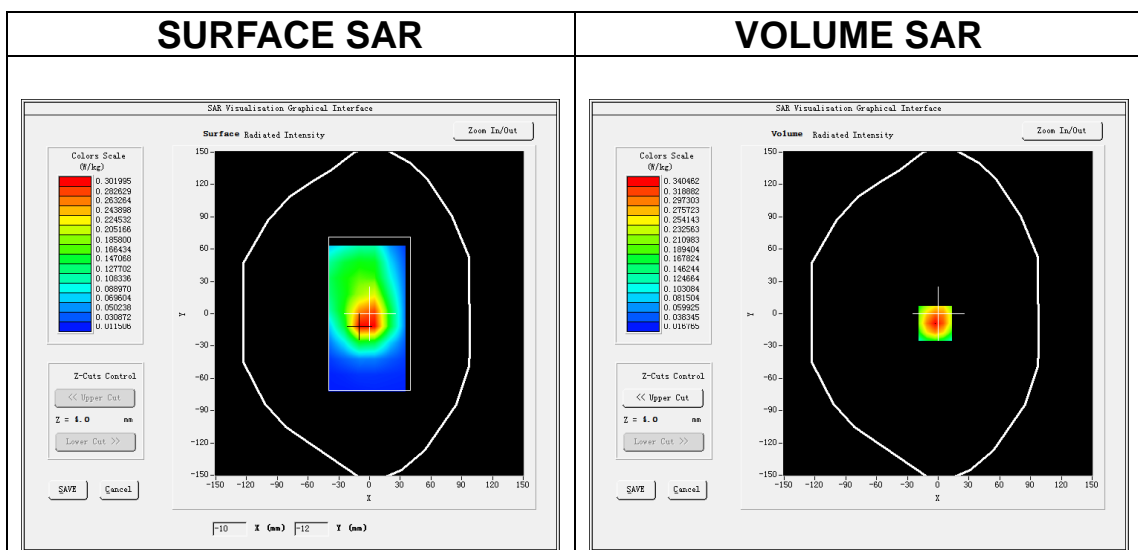 SURFACE SAR
VOLUME SAR
SAR Visualisation Graphical Interface
Surface Radiated Intensity
Zoom In/Out
Colors Scale
(W/kg)
0.301995
0.282629
0.263264
0.243898
0.224532
0.205166
0.185800
0.166434
0.147068
0.127702
0.108336
0.088970
0.069604
0.050238
0.030872
0.011506
150
120
90
60
30
0
-30
-60
-90
-120
-150
Y
-150 -120 -90 -60 -30 0 30 60 90 120 150
X
Z-Cuts Control
<< Upper Cut
Z = 4.0 mm
Lower Cut >>
SAVE Cancel
-10 X (mm) -12 Y (mm)
SAR Visualisation Graphical Interface
Volume Radiated Intensity
Zoom In/Out
Colors Scale
(W/kg)
0.340462
0.318882
0.297303
0.275723
0.254143
0.232563
0.210983
0.189404
0.167824
0.146244
0.124664
0.103084
0.081504
0.059925
0.038345
0.016765
150
120
90
60
30
0
-30
-60
-90
-120
-150
Y
-150 -120 -90 -60 -30 0 30 60 90 120 150
X
Z-Cuts Control
<< Upper Cut
Z = 4.0 mm
Lower Cut >>
SAVE Cancel